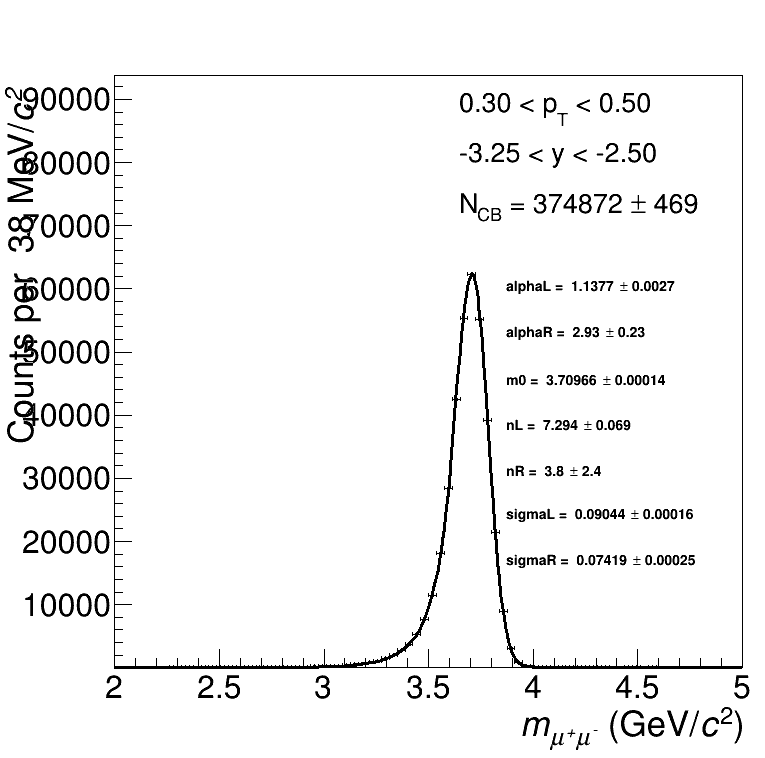 0.30 < pT < 0.50
-3.25 < y < -2.50
NCB = 374872 ± 469
alphaL = 1.1377 ± 0.0027
alphaR = 2.93 ± 0.23
m0 = 3.70966 ± 0.00014
nL = 7.294 ± 0.069
nR = 3.8 ± 2.4
sigmaL = 0.09044 ± 0.00016
sigmaR = 0.07419 ± 0.00025
Counts per 38 MeV/c2
90000
80000
70000
60000
50000
40000
30000
20000
10000
2 2.5 3 3.5 4 4.5 5
mμ+μ- (GeV/c2)